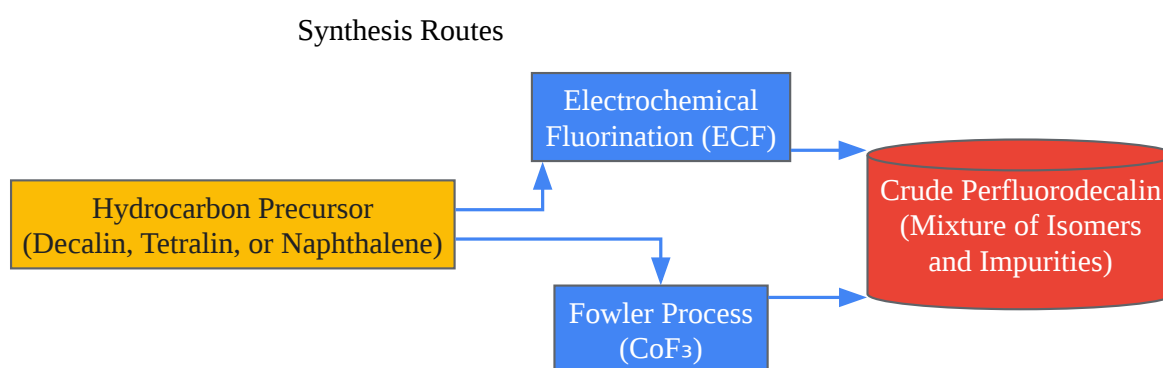 Synthesis Routes
Electrochemical
Fluorination (ECF)
Hydrocarbon Precursor
(Decalin, Tetralin, or Naphthalene)
Crude Perfluorodecalin
(Mixture of Isomers
and Impurities)
Fowler Process
(CoF₃)